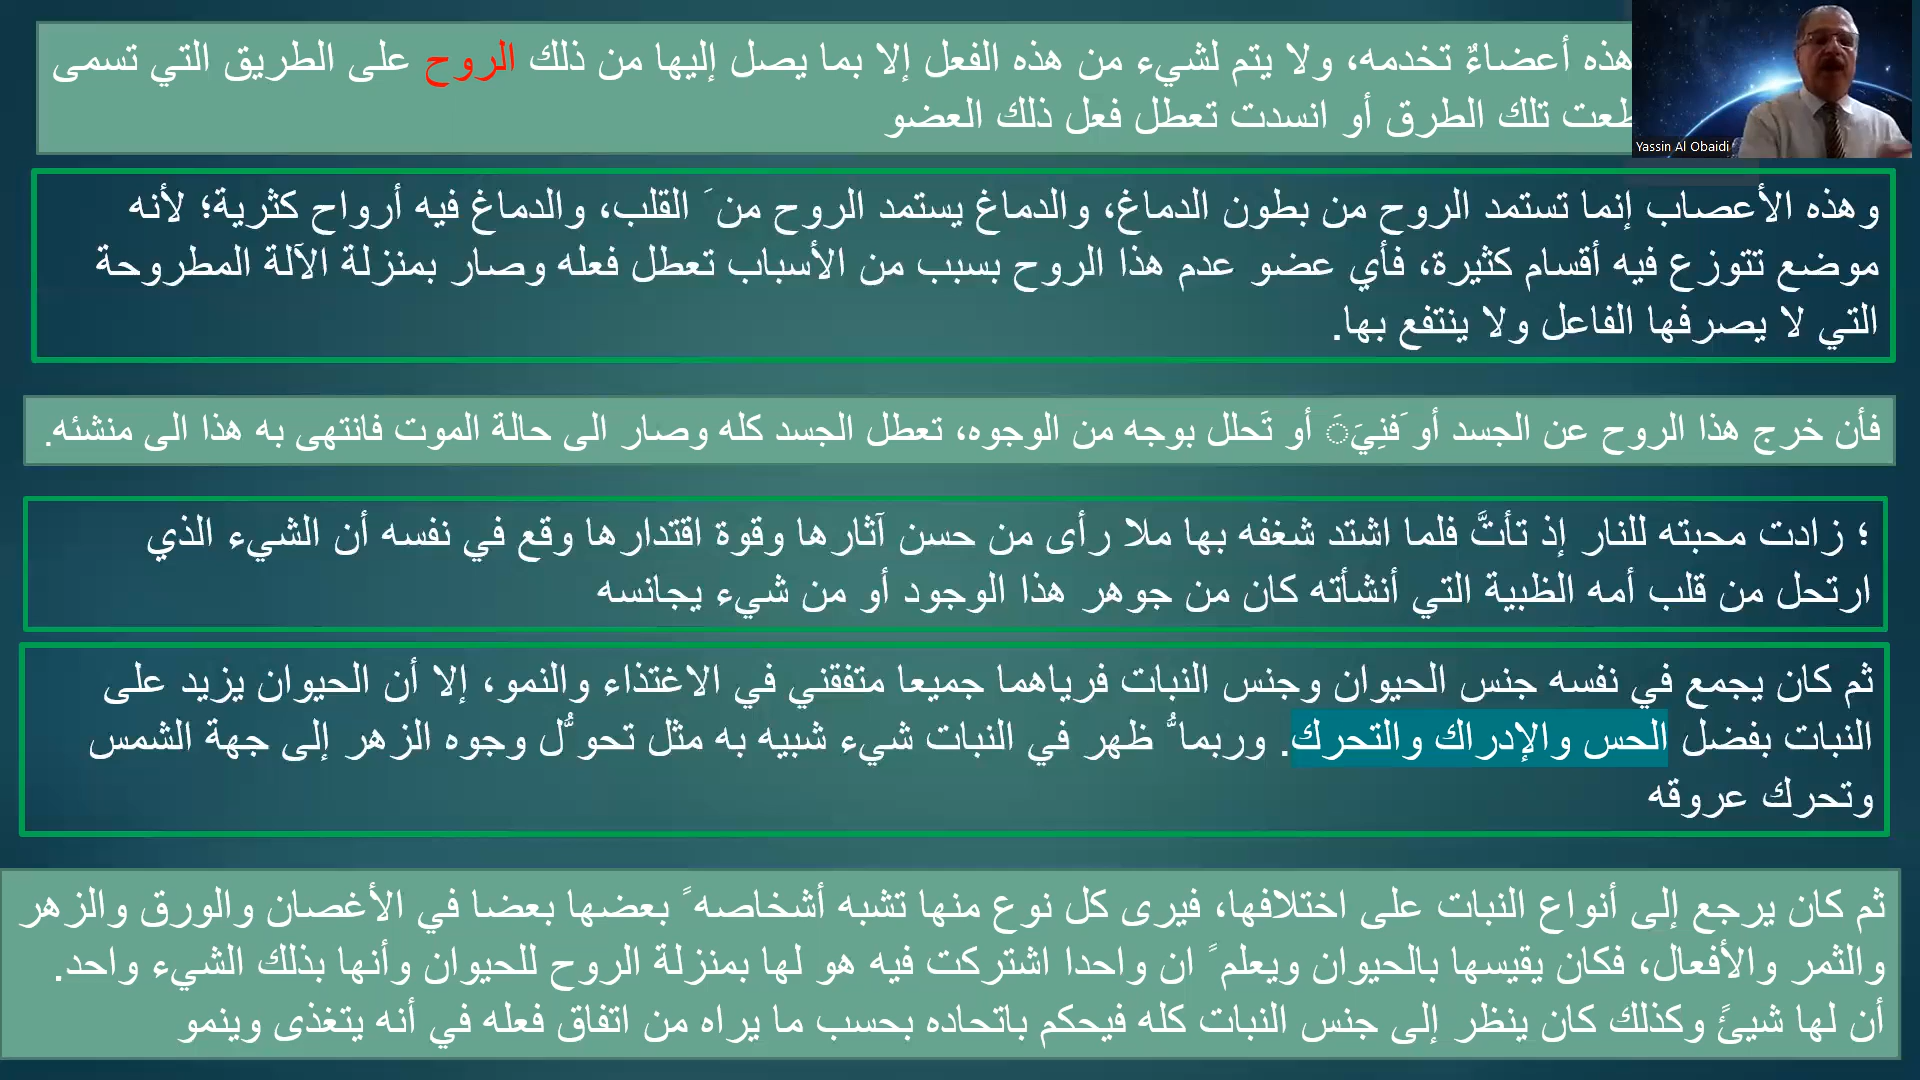 هذه أعضاءٌ تخدمه، ولا يتم لشيء من هذه الفعل إلا بما يصل إليها من ذلك الروح على الطريق التي تسمى
تلك الطرق أو انسدت تعطل فعل ذلك العضو
Yassin Al Obaidi
وهذه الأعصاب إنما تستمد الروح من بطون الدماغ، والدماغ يستمد الروح من َ القلب، والدماغ فيه أرواح كثرية؛ لأنه
موضع تتوزع فيه أقسام كثيرة، فأي عضو عدم هذا الروح بسبب من الأسباب تعطل فعله وصار بمنزلة الآلة المطروحة
التي لا يصرفها الفاعل ولا ينتفع بها.
فأن خرج هذا الروح عن الجسد أو َفنِيَ َ أو تَحلل بوجه من الوجوه، تعطل الجسد كله وصار الى حالة الموت فانتهى به هذا الى منشئه.
؛ زادت محبته للنار إذ تأتَّ فلما اشتد شغفه بها ملا رأى من حسن آثارها وقوة اقتدارها وقع في نفسه أن الشيء الذي
ارتحل من قلب أمه الظبية التي أنشأته كان من جوهر هذا الوجود أو من شيء يجانسه
ثم كان يجمع في نفسه جنس الحيوان وجنس النبات فرياهما جميعا متفقني في الاغتذاء والنمو، إلا أن الحيوان يزيد على
النبات بفضل الحس والإدراك والتحرك. وربما ُّ ظهر في النبات شيء شبيه به مثل تحو ُّل وجوه الزهر إلى جهة الشمس
وتحرك عروقه
ثم كان يرجع إلى أنواع النبات على اختلافها، فيرى كل نوع منها تشبه أشخاصه ً بعضها بعضا في الأغصان والورق والزهر
والثمر والأفعال، فكان يقيسها بالحيوان ويعلم ً ان واحدا اشتركت فيه هو لها بمنزلة الروح للحيوان وأنها بذلك الشيء واحد.
أن لها شيئً وكذلك كان ينظر إلى جنس النبات كله فيحكم باتحاده بحسب ما يراه من اتفاق فعله في أنه يتغذى وينمو